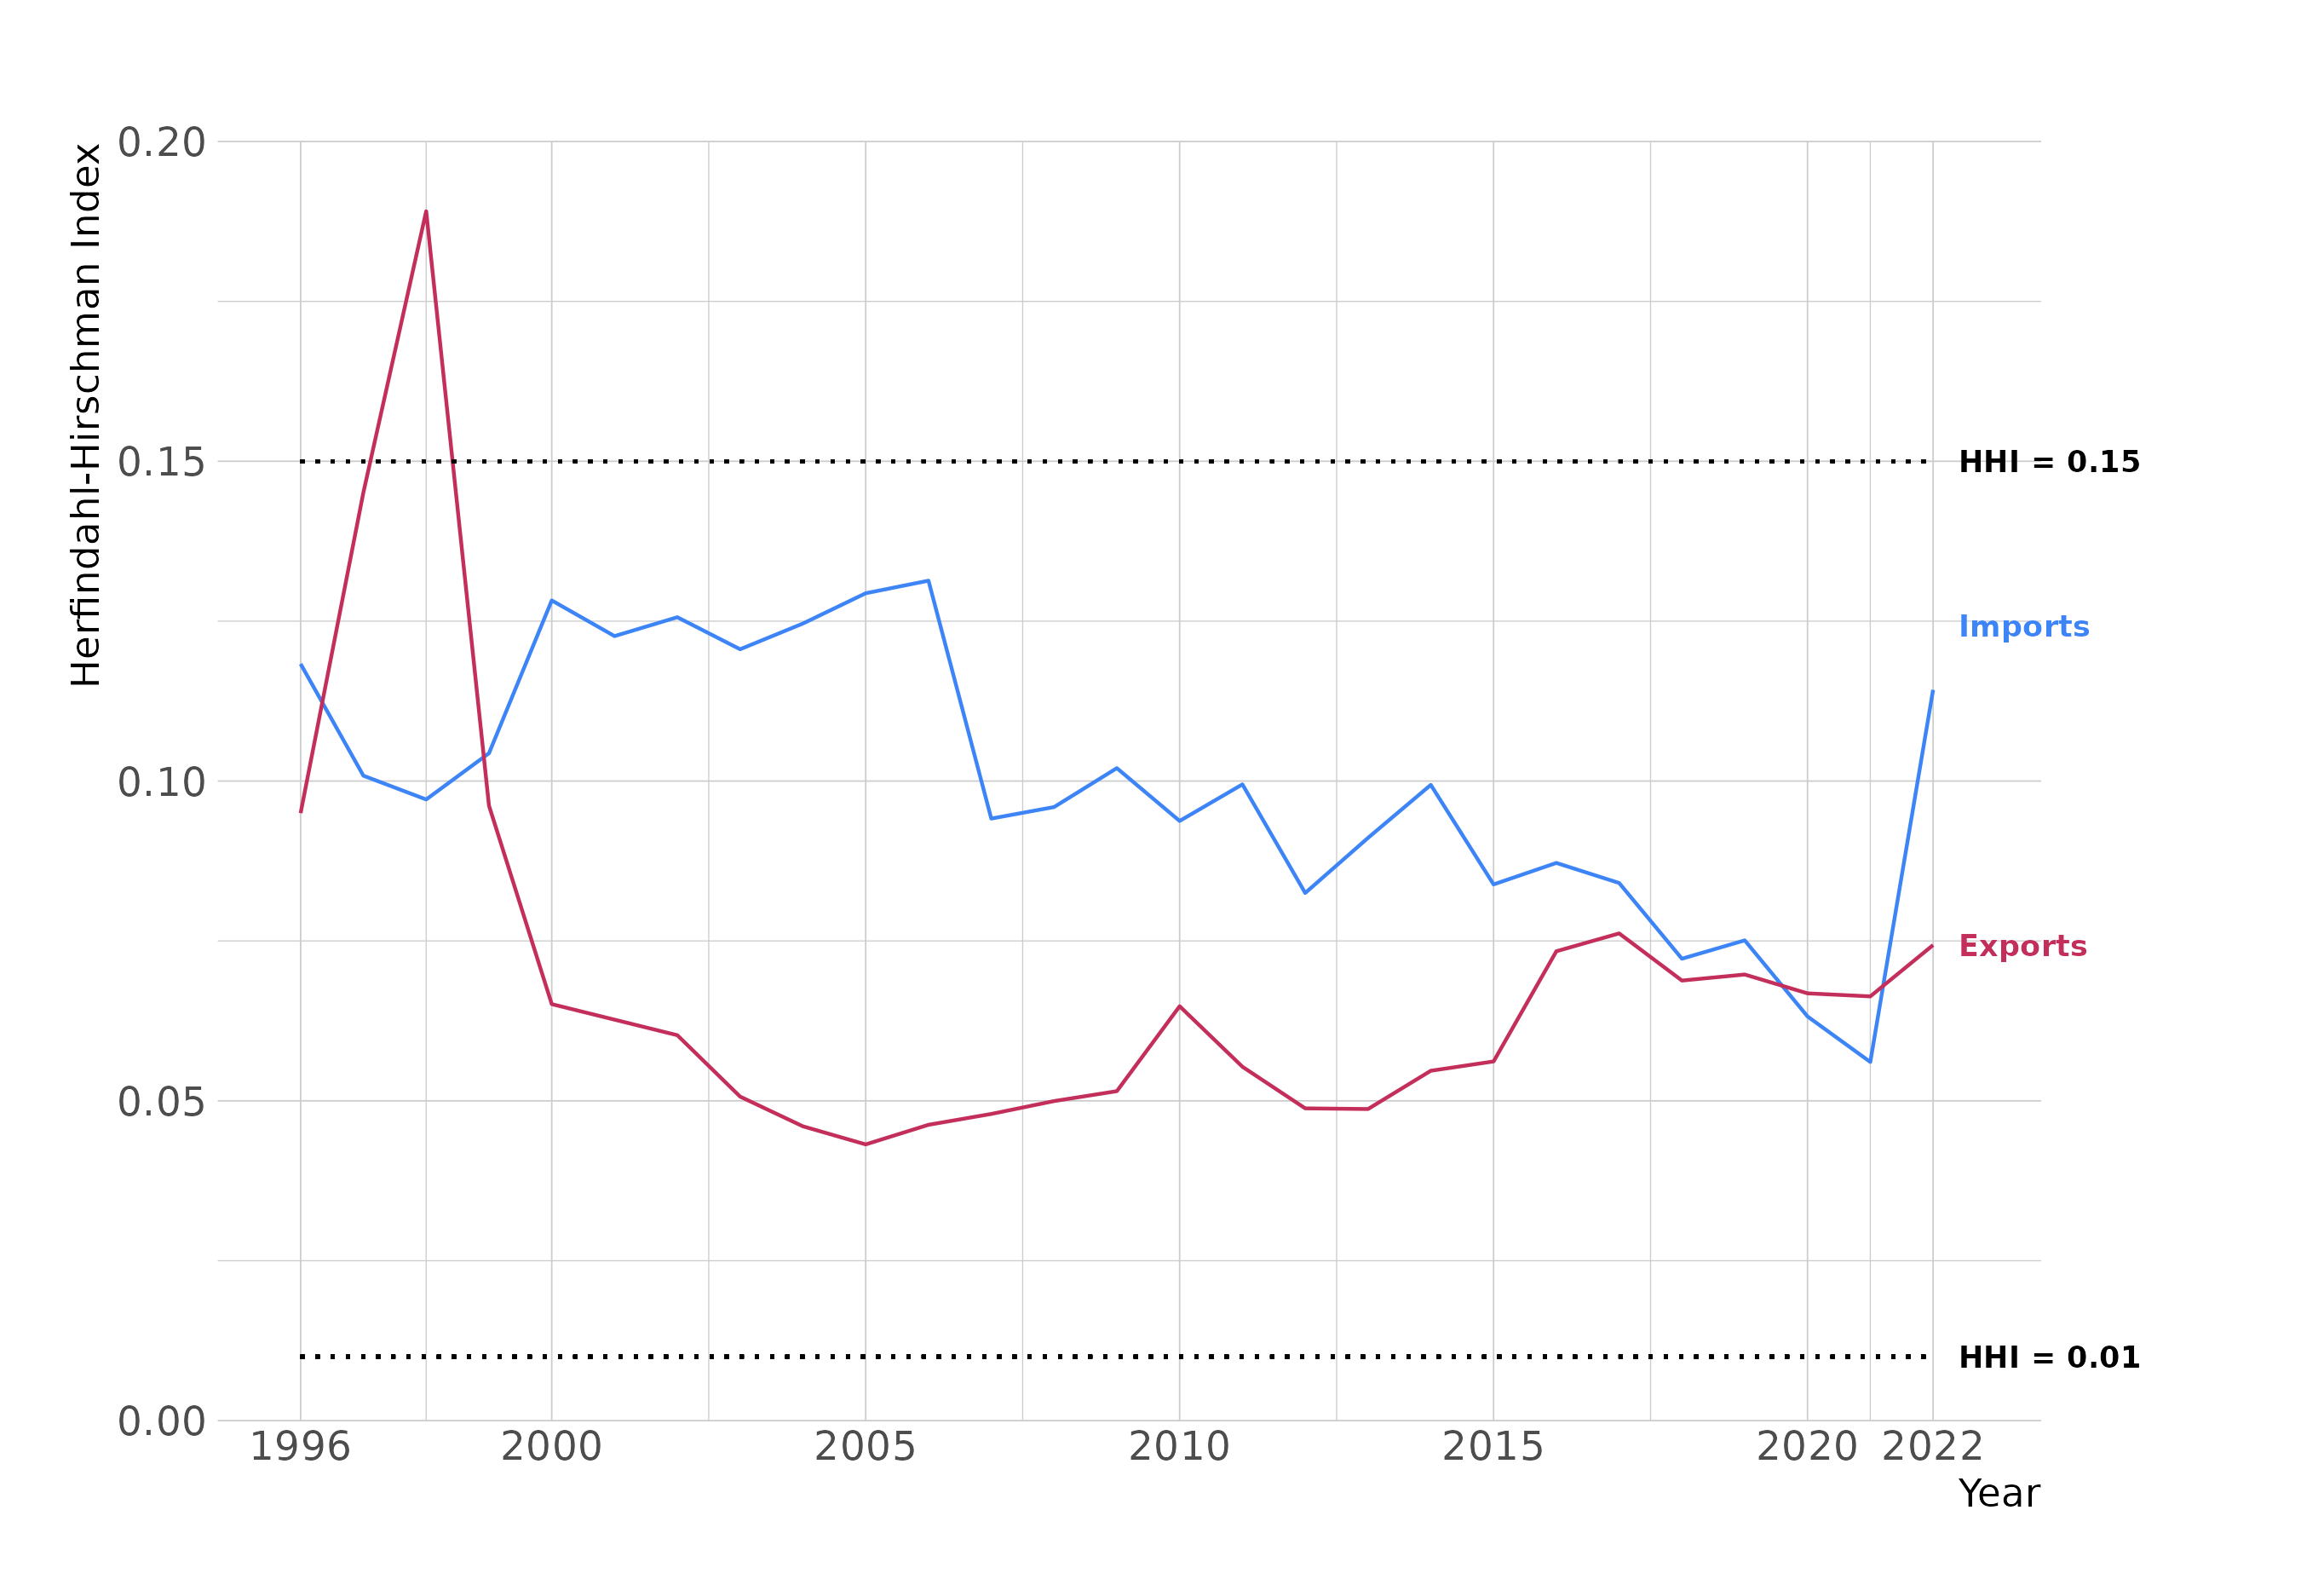 Herfindahl-Hirschman Index
0.20
0.15
0.10
0.05
0.00
HHI = 0.15
Imports
Exports
HHI = 0.01
1996 2000 2005 2010 2015 2020 2022
Year